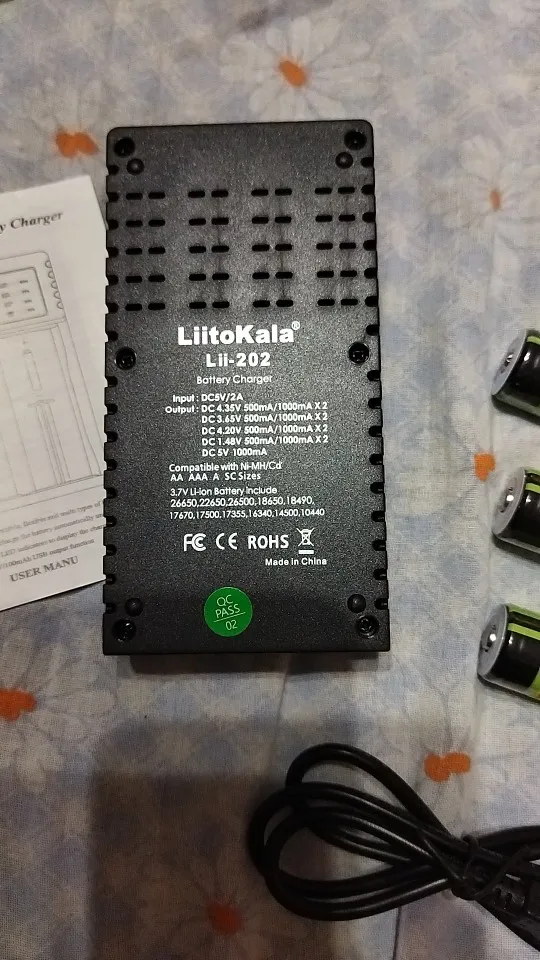 y Charger
LiitoKala®
Lii-202
Battery Charger
Input : DC5V/2A
Output : DC 4.35V 500mA/1000mA X 2
DC 3.65V 500mA/1000mA X 2
DC 4.20V 500mA/1000mA X 2
DC 1.48V 500mA/1000mA X 2
DC 5V 1000mA
Compatible with Ni-MH/Cd
AA AAA A SC Sizes
3.7V Li-Ion Battery Include
26650,22650,26500,18650,18490,
17670,17500,17355,16340,14500,10440
FC CE ROHS
Made in China
QC
PASS
02
USB output function
USER MANU